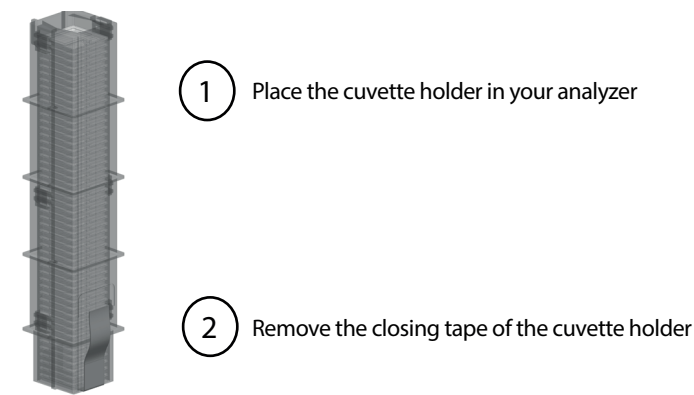 1 Place the cuvette holder in your analyzer
2 Remove the closing tape of the cuvette holder